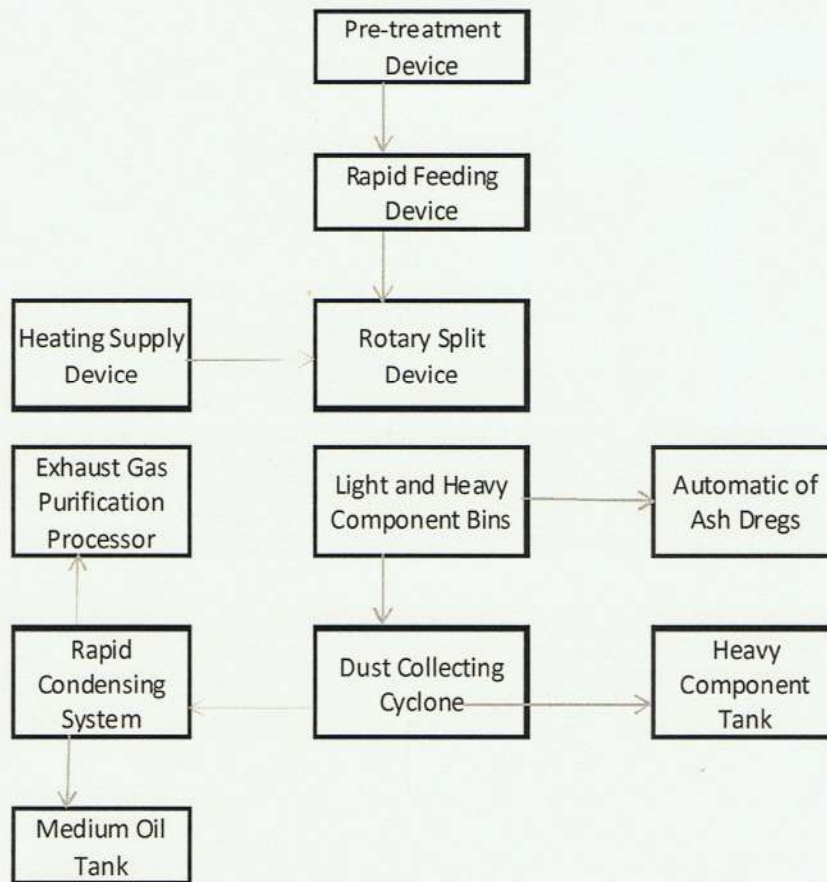 Pre-treatment
Device
Rapid Feeding
Device
Heating Supply
Device
Rotary Split
Device
Exhaust Gas
Purification
Processor
Light and Heavy
Component Bins
Automatic of
Ash Dregs
Rapid
Condensing
System
Dust Collecting
Cyclone
Heavy
Component
Tank
Medium Oil
Tank